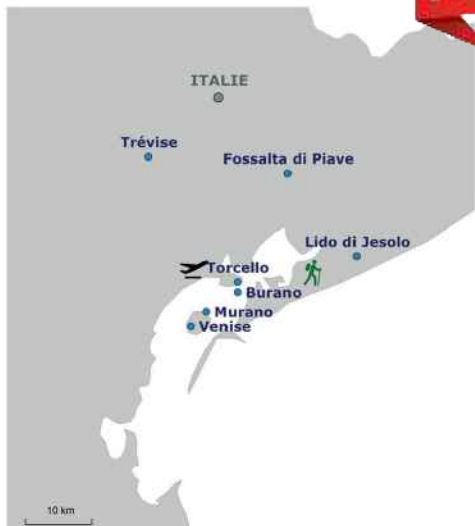 ITALIE
Trévise
Fossalta di Piave
Lido di Jesolo
Torcello
Burano
Murano
Venise
10 km